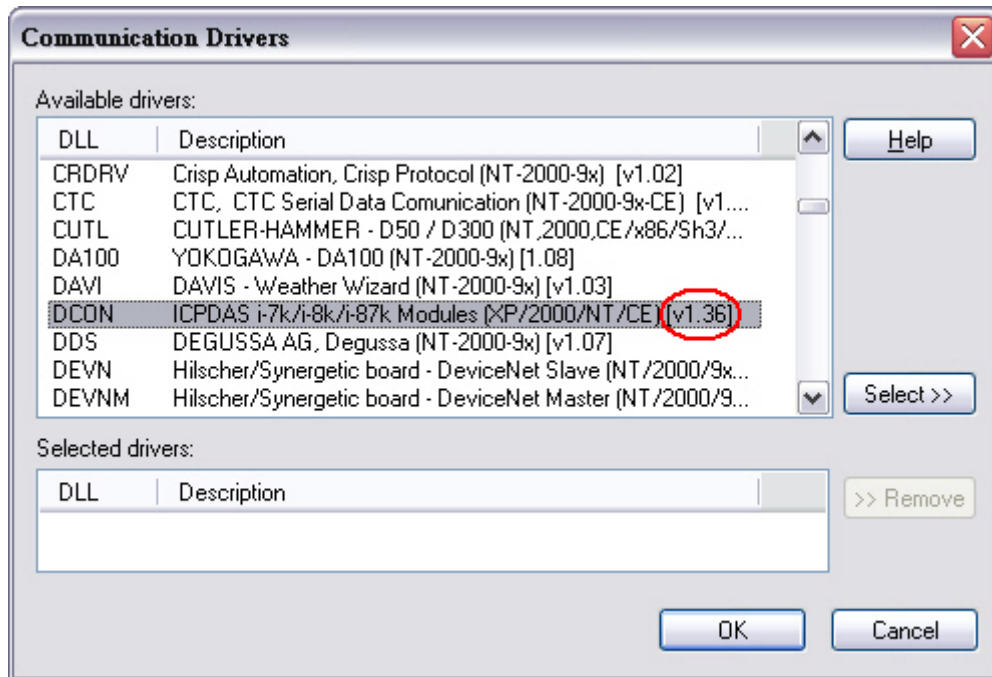 Communication Drivers
Available drivers:
DLL Description
CRDRV Crisp Automation, Crisp Protocol (NT-2000-9x) [v1.02]
CTC CTC, CTC Serial Data Comunication (NT-2000-9x-CE) [v1....
CUTL CUTLER-HAMMER - D50 / D300 (NT,2000,CE/x86/Sh3/...
DA100 YOKOGAWA - DA100 (NT-2000-9x) [1.08]
DAVI DAVIS - Weather Wizard (NT-2000-9x) [v1.03]
DCON ICPDAS i-7k/i-8k/i-87k Modules (XP/2000/NT/CE) [v1.36]
DDS DEGUSSA AG, Degussa (NT-2000-9x) [v1.07]
DEVN Hilscher/Synergetic board - DeviceNet Slave (NT/2000/9x...
DEVNM Hilscher/Synergetic board - DeviceNet Master (NT/2000/9...
Help
Select >>
Selected drivers:
DLL Description
>> Remove
OK Cancel